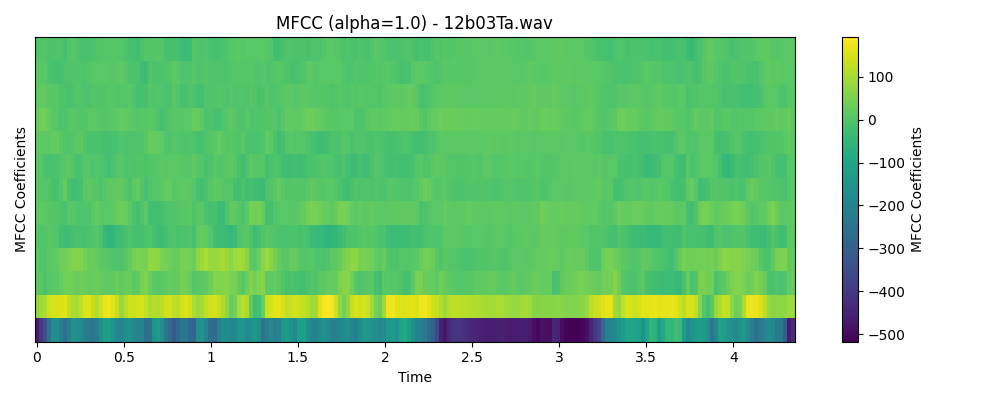 MFCC (alpha=1.0) - 12b03Ta.wav
MFCC Coefficients
0 0.5 1 1.5 2 2.5 3 3.5 4
Time
100
0
−100
−200
−300
−400
−500
MFCC Coefficients